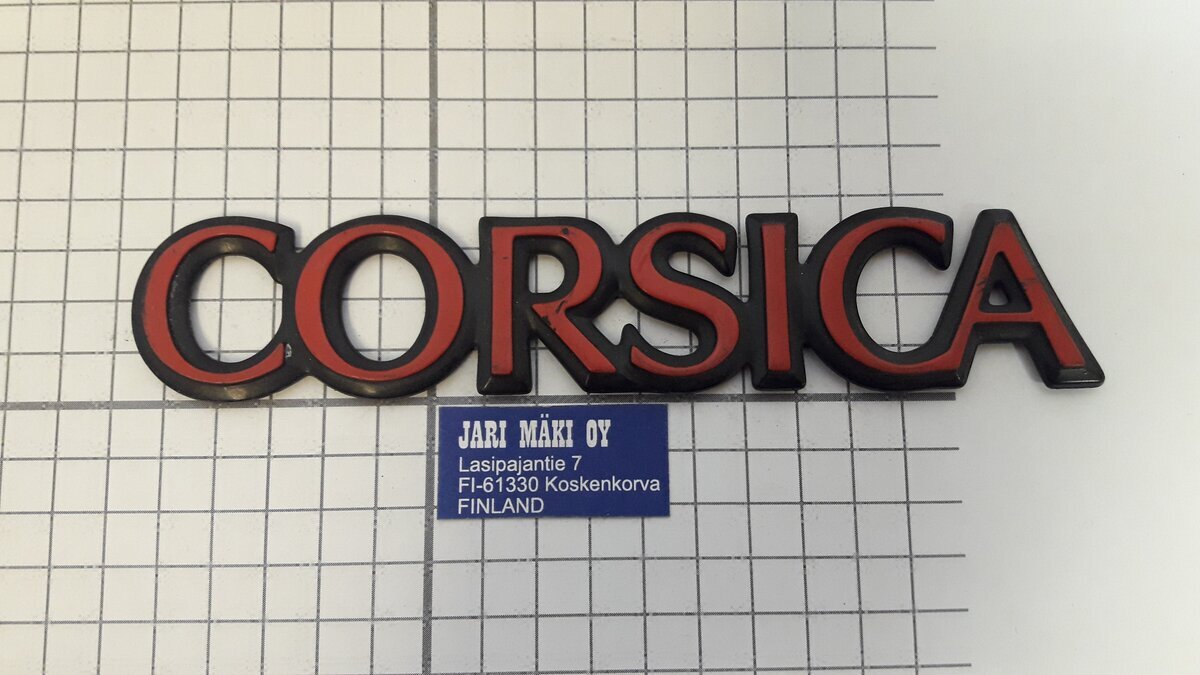 CORSICA
JARI MÄKI OY
Lasipajantie 7
FI-61330 Koskenkorva
FINLAND